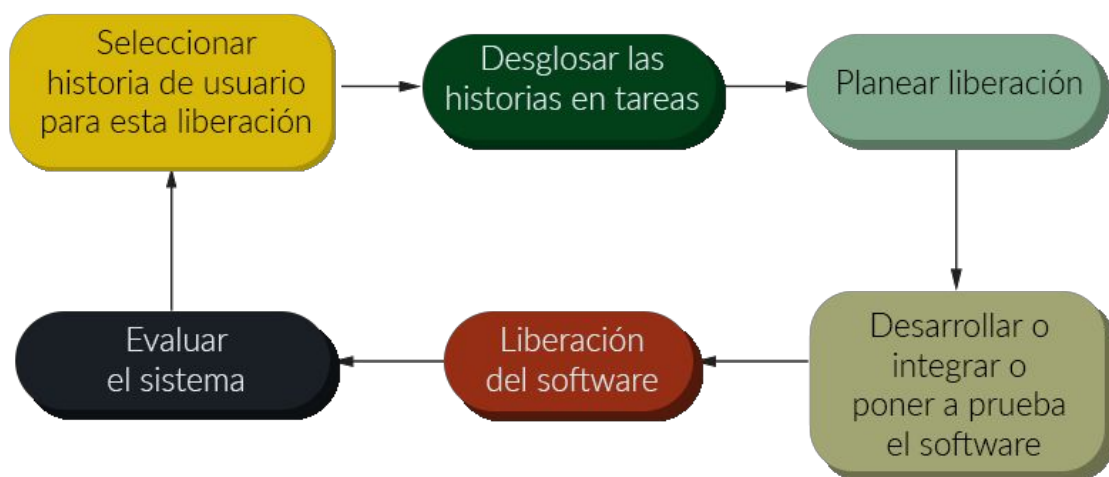 Seleccionar
historia de usuario
para esta liberación
Desglosar las
historias en tareas
Planear liberación
Evaluar
el sistema
Liberación
del software
Desarrollar o
integrar o
poner a prueba
el software